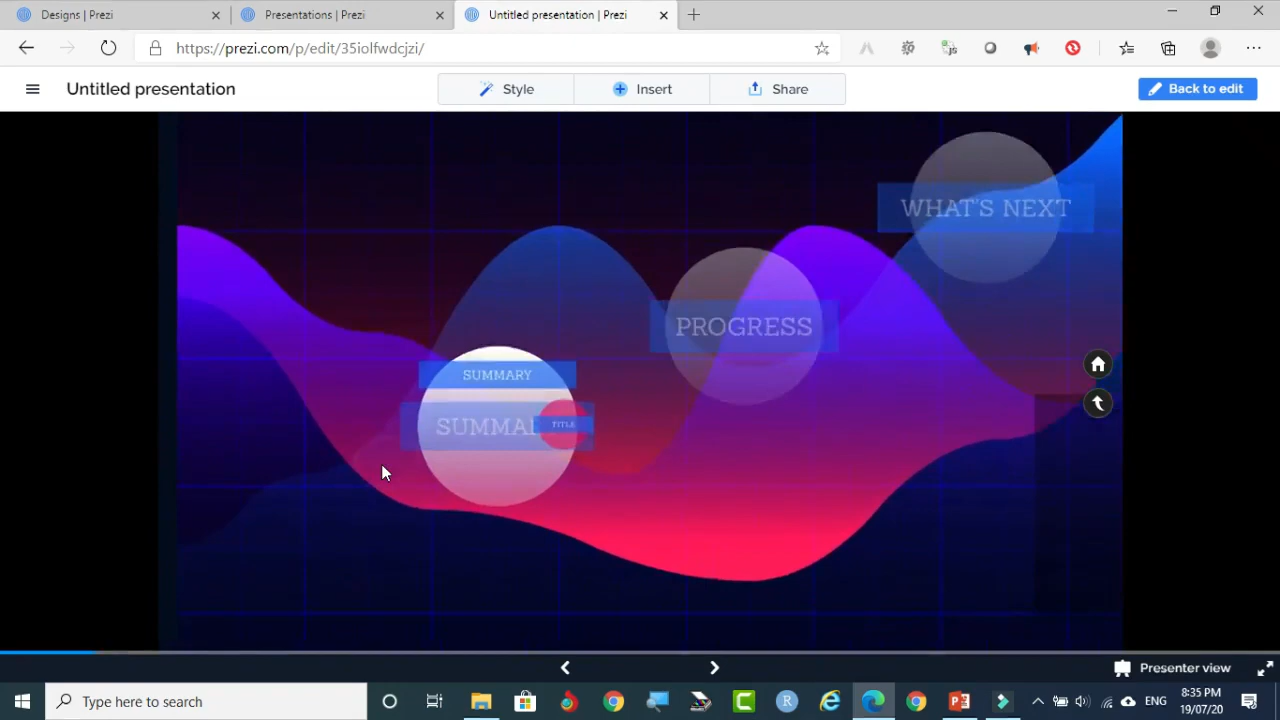 Designs | Prezi
Presentations | Prezi
Untitled presentation | Prezi
https://prezi.com/p/edit/35iolfwdcjzi/
Untitled presentation
Style
Insert
Share
Back to edit
WHAT'S NEXT
PROGRESS
SUMMARY
SUMMA
TITLE
Presenter view
Type here to search
ENG
8:35 PM
19/07/20